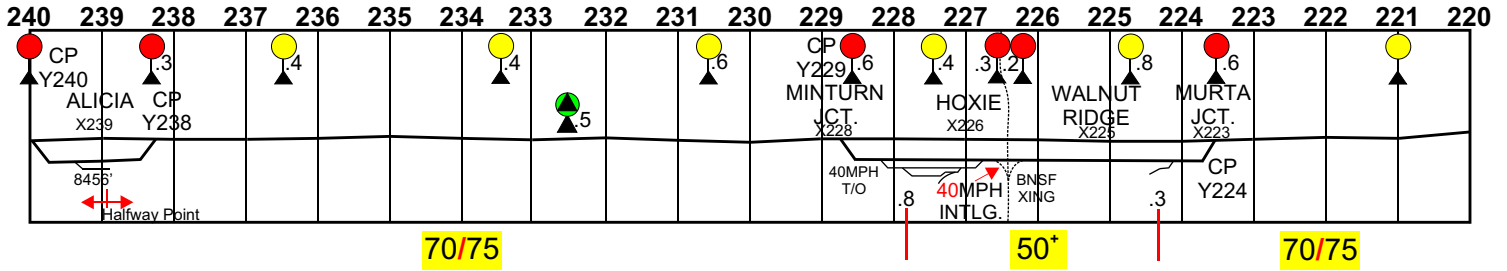 240 239 238 237 236 235 234 233 232 231 230 229 228 227 226 225 224 223 222 221 220
CP
Y240
.3
.4
.4
.5
.6
CP
Y229
.6
.4
.3
.2
.8
.6
ALICIA
X239
CP
Y238
MINTURN
JCT.
X228
HOXIE
X226
WALNUT
RIDGE
X225
MURTA
JCT.
X223
8456'
Halfway Point
40MPH
T/O
.8
40MPH
INTLG.
BNSF
XING
.3
CP
Y224
70/75
50+
70/75